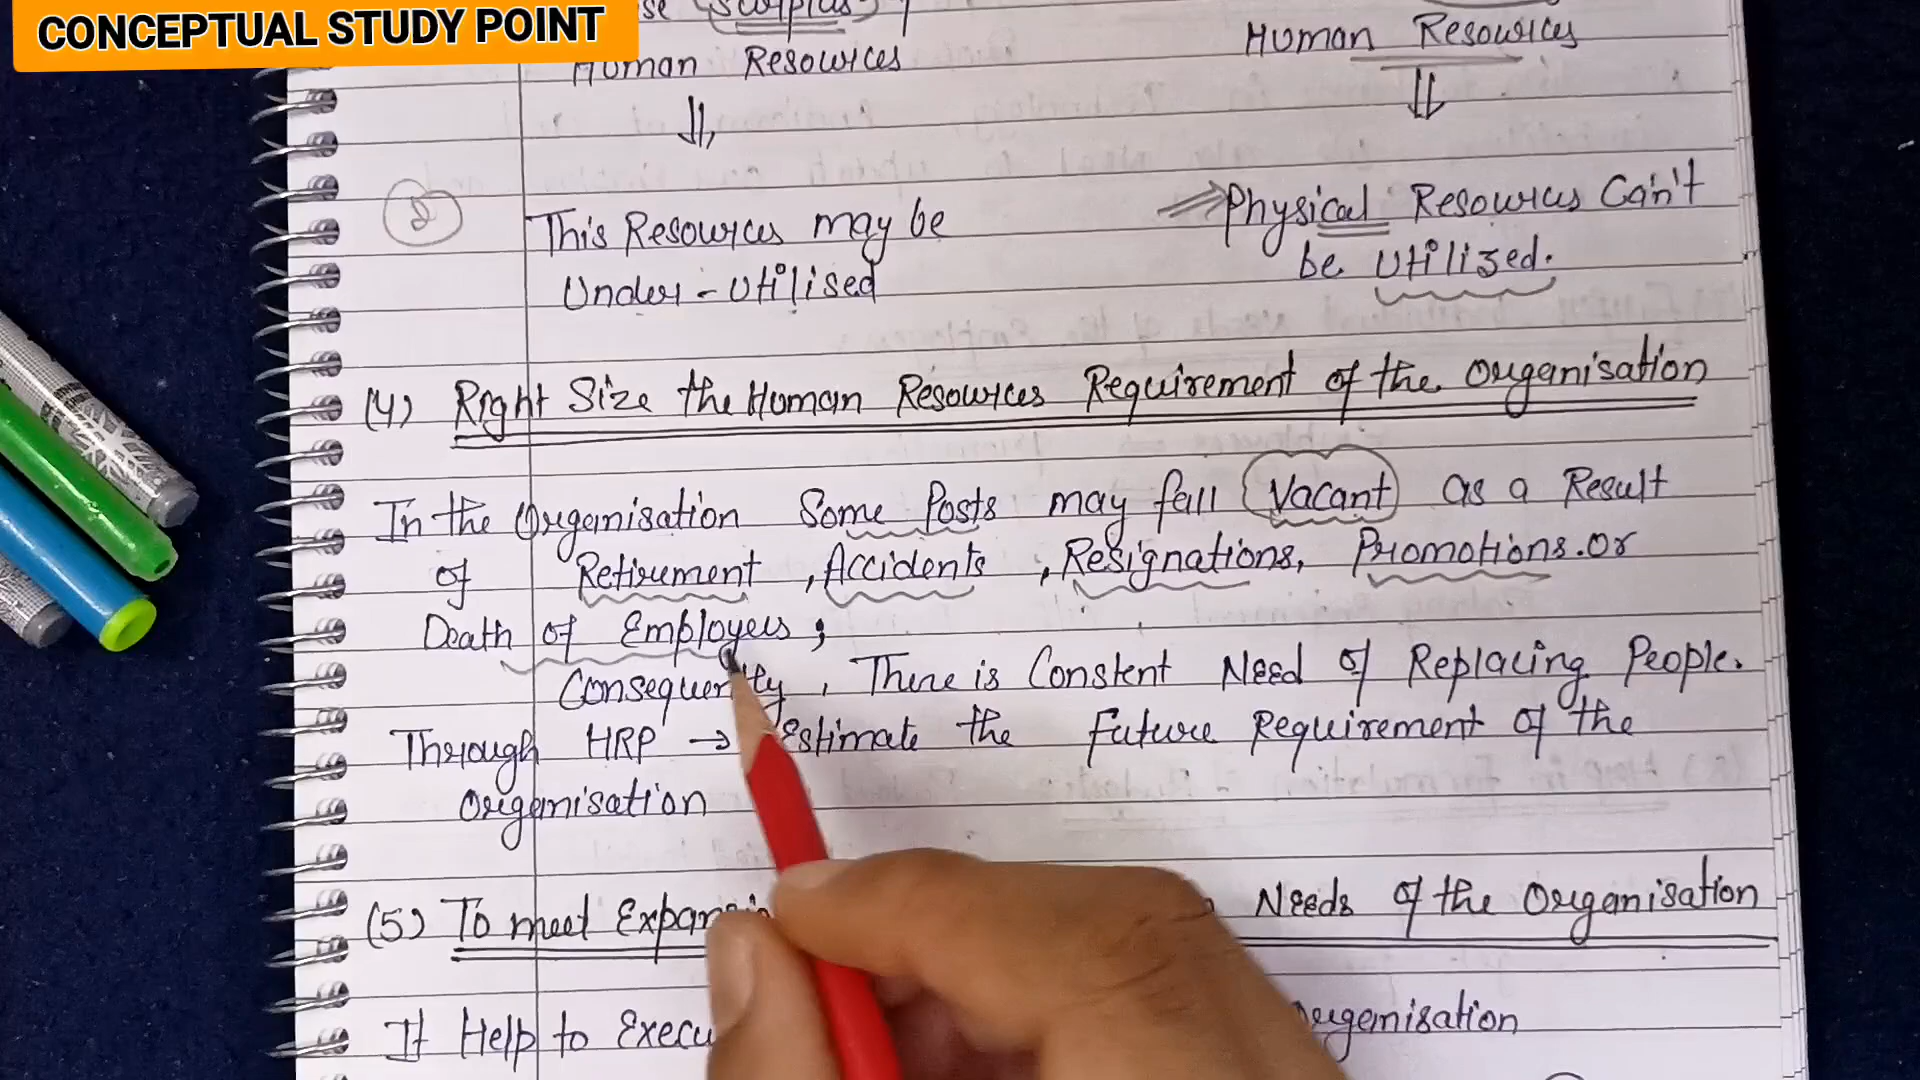 CONCEPTUAL STUDY POINT
se (Surplus)
Human Resources
Human Resources
This Resources may be
Under-Utilised
Physical Resources Can't
be Utilized.
(4) Right Size the Human Resources Requirement of the Organisation
In the Organisation Some Posts may fall Vacant as a Result
of Retirement, Accidents, Resignations, Promotions. or
Death of Employees;
Consequently, There is Constent Need of Replacing People.
Through HRP → Estimate the Future Requirement of the
Organisation
(5) To meet Needs of the Organisation
It Help to Organisation